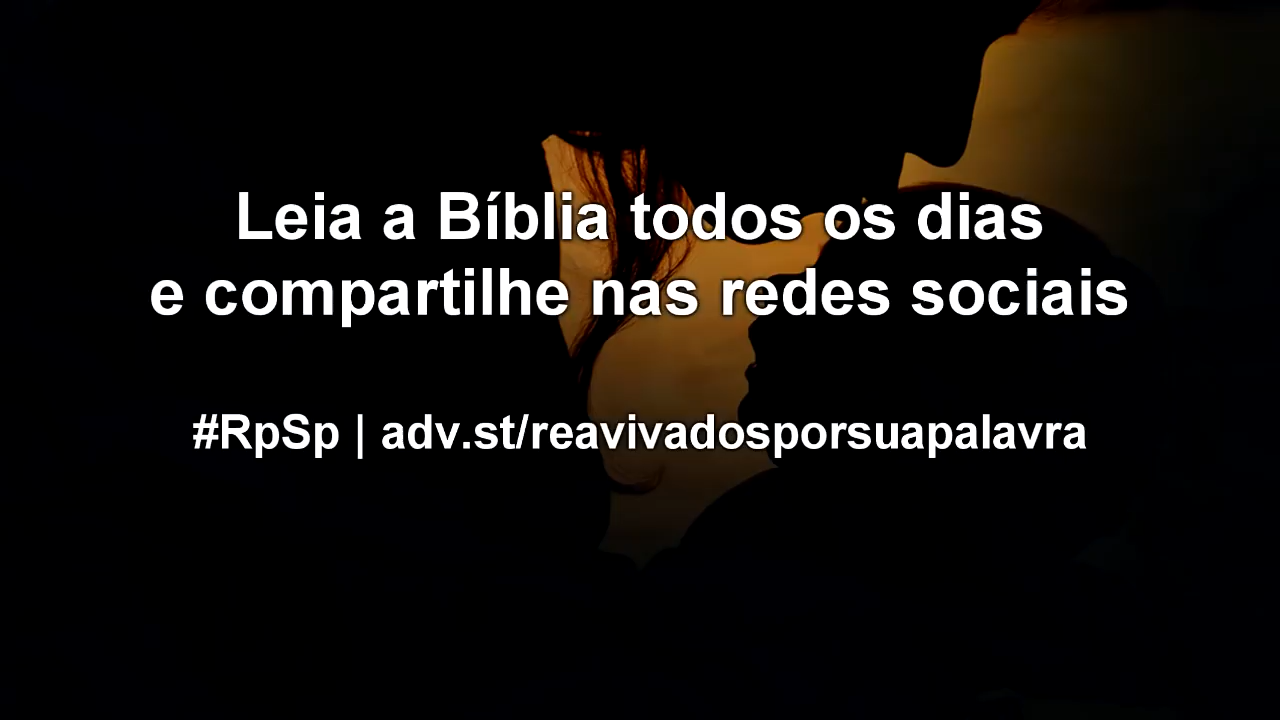 Leia a Bíblia todos os dias
e compartilhe nas redes sociais
#RpSp | adv.st/reavivadosporsuapalavra